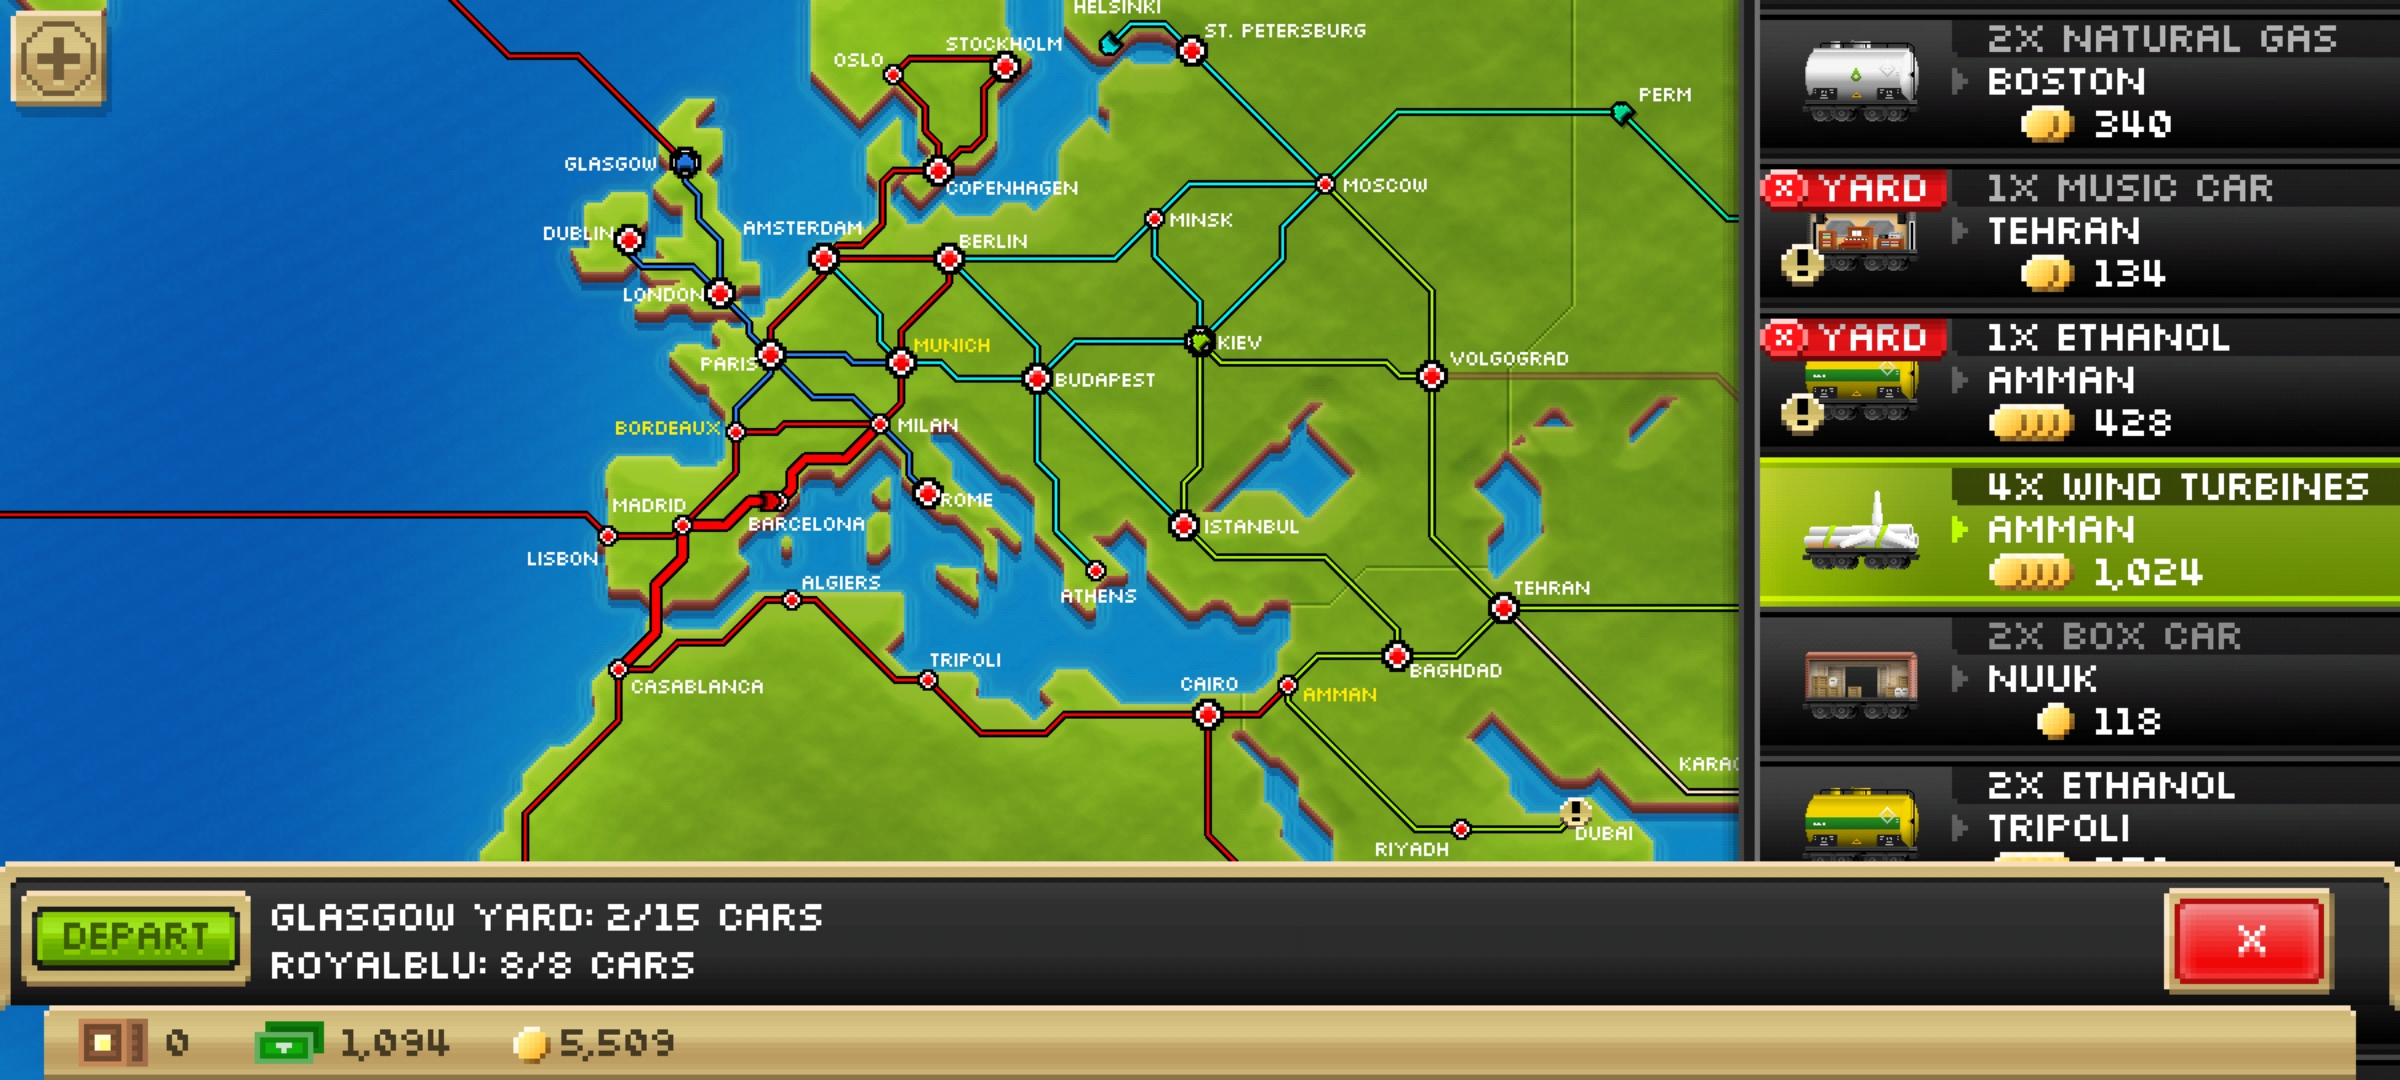 HELSINKI
ST. PETERSBURG
STOCKHOLM
OSLO
PERM
GLASGOW
COPENHAGEN
MOSCOW
MINSK
DUBLIN
AMSTERDAM
BERLIN
LONDON
MUNICH
KIEV
PARIS
VOLGOGRAD
BUDAPEST
BORDEAUX
MILAN
ROME
MADRID
BARCELONA
ISTANBUL
LISBON
ALGIERS
ATHENS
TEHRAN
TRIPOLI
BAGHDAD
CASABLANCA
CAIRO
AMMAN
KARAC
DUBAI
RIYADH
2X NATURAL GAS
BOSTON
340
YARD
1X MUSIC CAR
TEHRAN
134
YARD
1X ETHANOL
AMMAN
428
4X WIND TURBINES
AMMAN
1,024
2X BOX CAR
NUUK
118
2X ETHANOL
TRIPOLI
DEPART
GLASGOW YARD: 2/15 CARS
ROYALBLU: 8/8 CARS
X
0
1,094
5,509